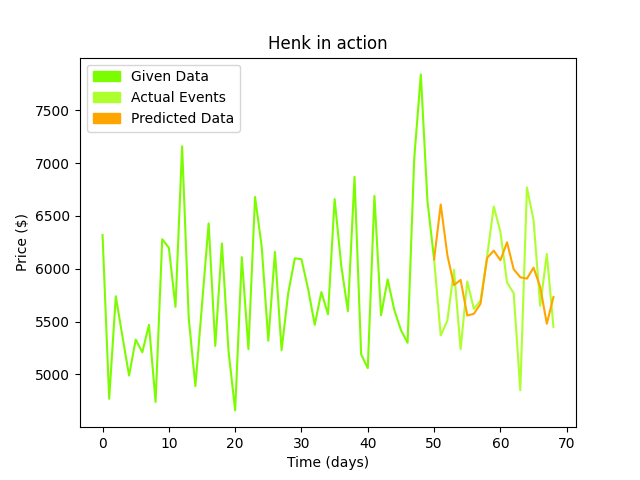 Henk in action
Given Data
Actual Events
Predicted Data
Price ($)
7500
7000
6500
6000
5500
5000
0 10 20 30 40 50 60 70
Time (days)